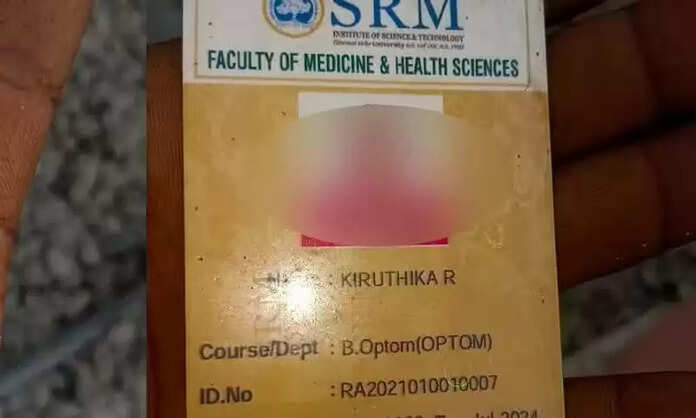 SRM
INSTITUTE OF SCIENCE & TECHNOLOGY
FACULTY OF MEDICINE & HEALTH SCIENCES
: KIRUTHIKA R
Course/Dept : B.Optom(OPTOM)
ID.No : RA2021010010007